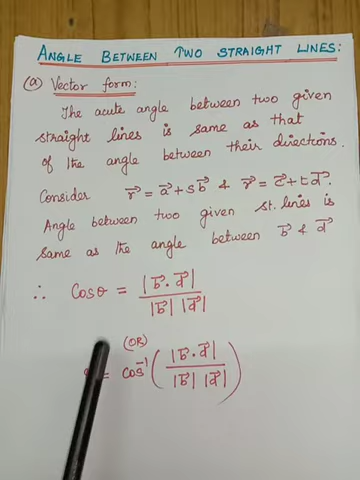 ANGLE BETWEEN TWO STRAIGHT LINES:
(a) Vector form:
The acute angle between two given
straight lines is same as that
of the angle between their directions.
Consider r⃗ = a⃗ + s b⃗ & r⃗ = c⃗ + t d⃗.
Angle between two given st. lines is
same as the angle between b⃗ & d⃗
∴ Cosθ = |b⃗ · d⃗| / |b⃗| |d⃗|
(OR)
= cos⁻¹ ( |b⃗ · d⃗| / |b⃗| |d⃗| )